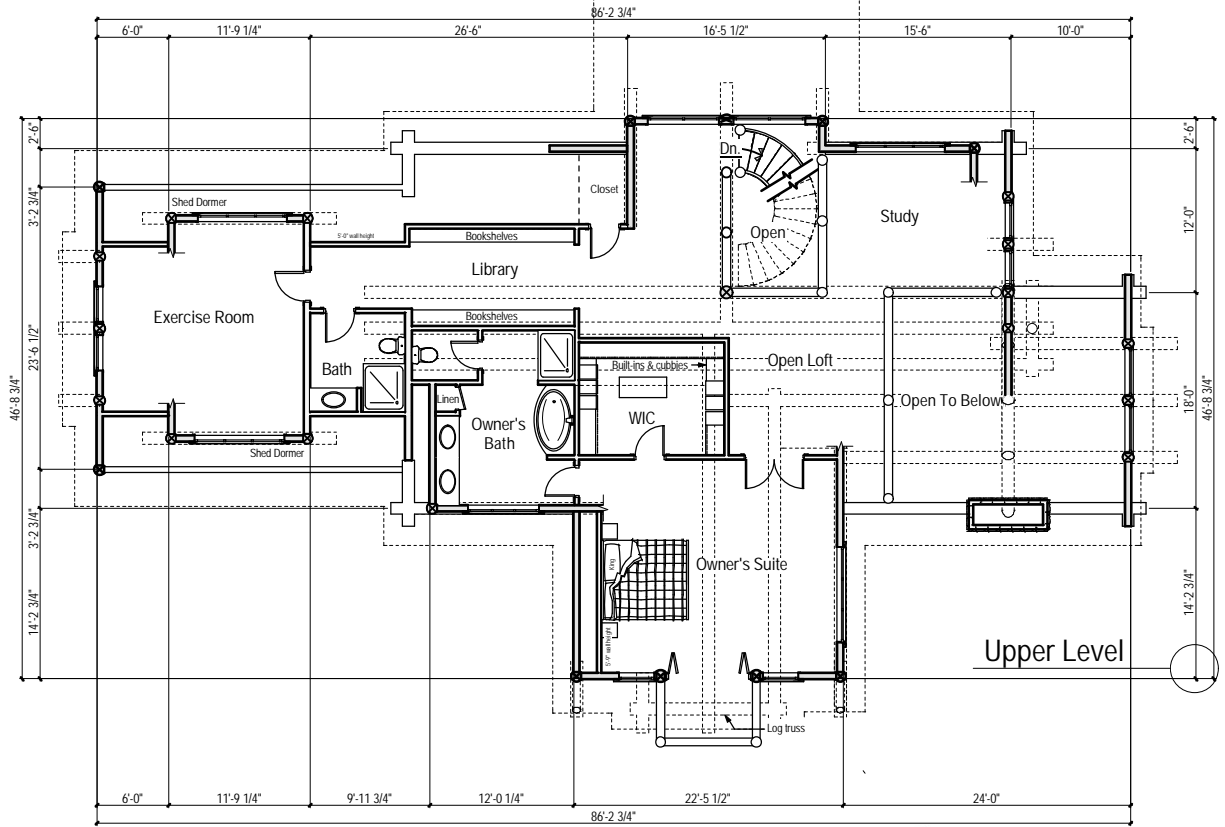 86'-2 3/4"
6'-0"
11'-9 1/4"
26'-6"
16'-5 1/2"
15'-6"
10'-0"
2'-6"
2'-6"
Dn.
Closet
3'-2 3/4"
Shed Dormer
5'-0" wall height
Bookshelves
Open
Study
12'-0"
Library
Exercise Room
Bookshelves
23'-6 1/2"
46'-8 3/4"
Bath
Built-ins & cubbies
Open Loft
Linen
Owner's
Bath
WIC
Open To Below
18'-0"
46'-8 3/4"
Shed Dormer
3'-2 3/4"
King
Owner's Suite
14'-2 3/4"
14'-2 3/4"
5'-9" wall height
Upper Level
Log truss
6'-0"
11'-9 1/4"
9'-11 3/4"
12'-0 1/4"
22'-5 1/2"
24'-0"
86'-2 3/4"